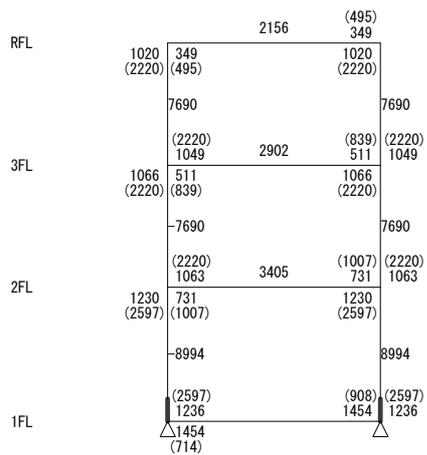 (495)
2156 349
RFL
1020 349 1020
(2220) (495) (2220)
7690 7690
(2220) (839) (2220)
1049 2902 511 1049
3FL
1066 511 1066
(2220) (839) (2220)
-7690 7690
(2220) (1007) (2220)
1063 3405 731 1063
2FL
1230 731 1230
(2597) (1007) (2597)
-8994 8994
(2597) (908) (2597)
1236 1454 1236
1FL
1454
(714)